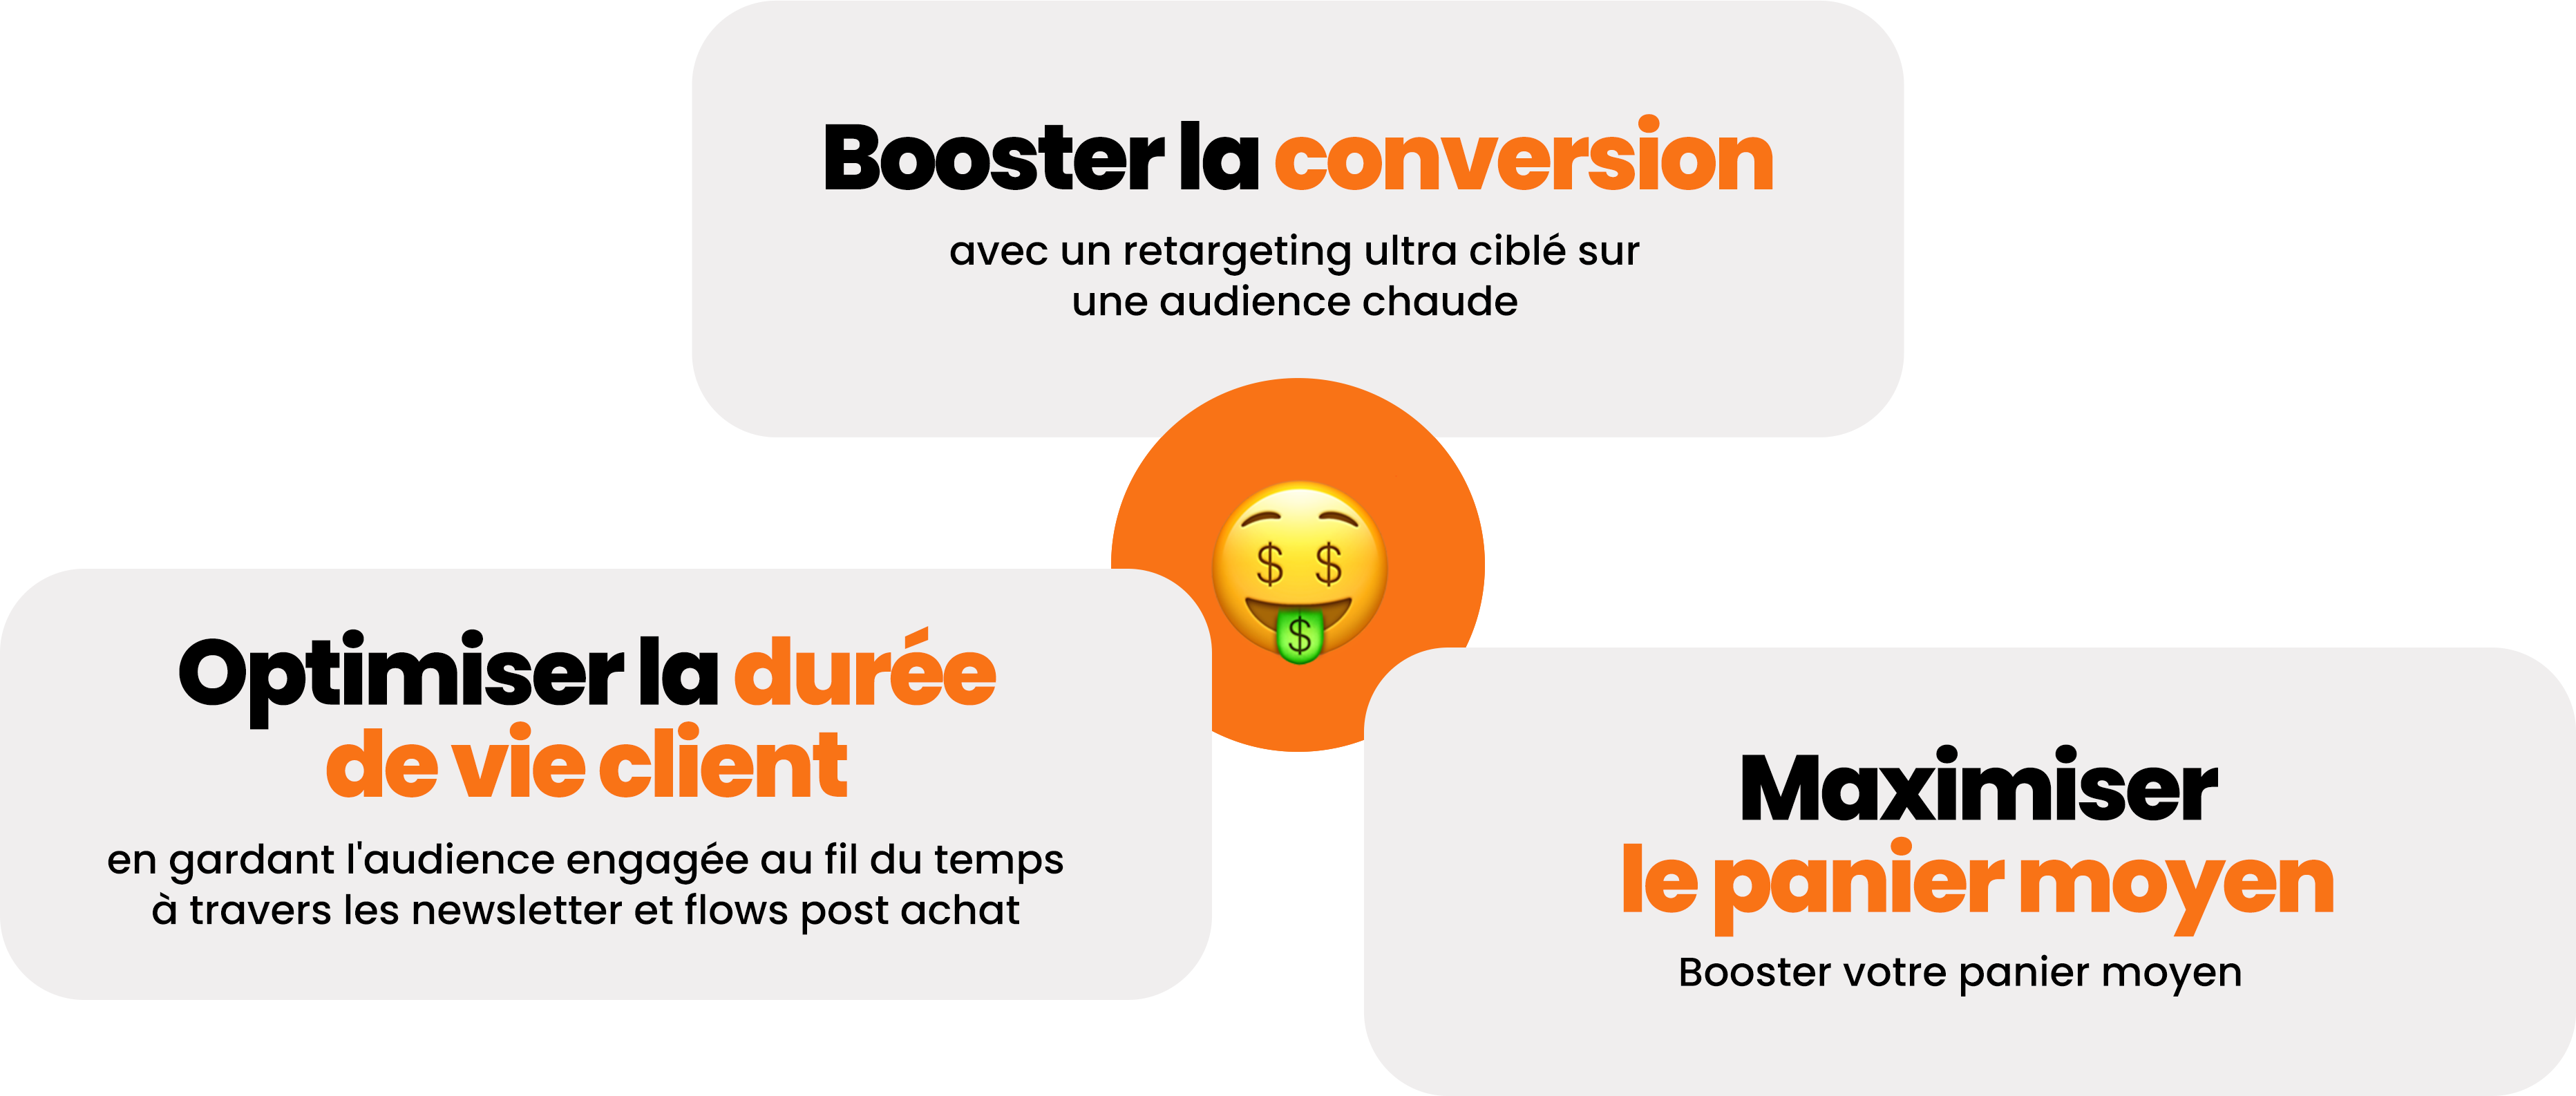 Booster la conversion
avec un retargeting ultra ciblé sur
une audience chaude
$ $
$
Optimiser la durée
de vie client
en gardant l'audience engagée au fil du temps
à travers les newsletter et flows post achat
Maximiser
le panier moyen
Booster votre panier moyen